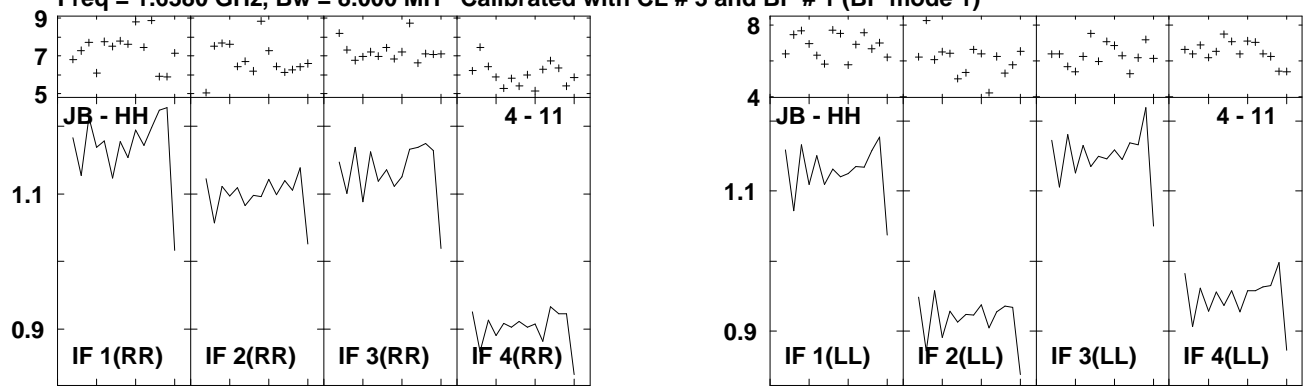 Freq = 1.6380 GHz, Bw = 8.000 MH Calibrated with CL # 3 and BP # 1 (BP mode 1)
9
7
5
JB - HH
4 - 11
1.1
0.9
IF 1(RR)
IF 2(RR)
IF 3(RR)
IF 4(RR)
8
4
JB - HH
4 - 11
1.1
0.9
IF 1(LL)
IF 2(LL)
IF 3(LL)
IF 4(LL)